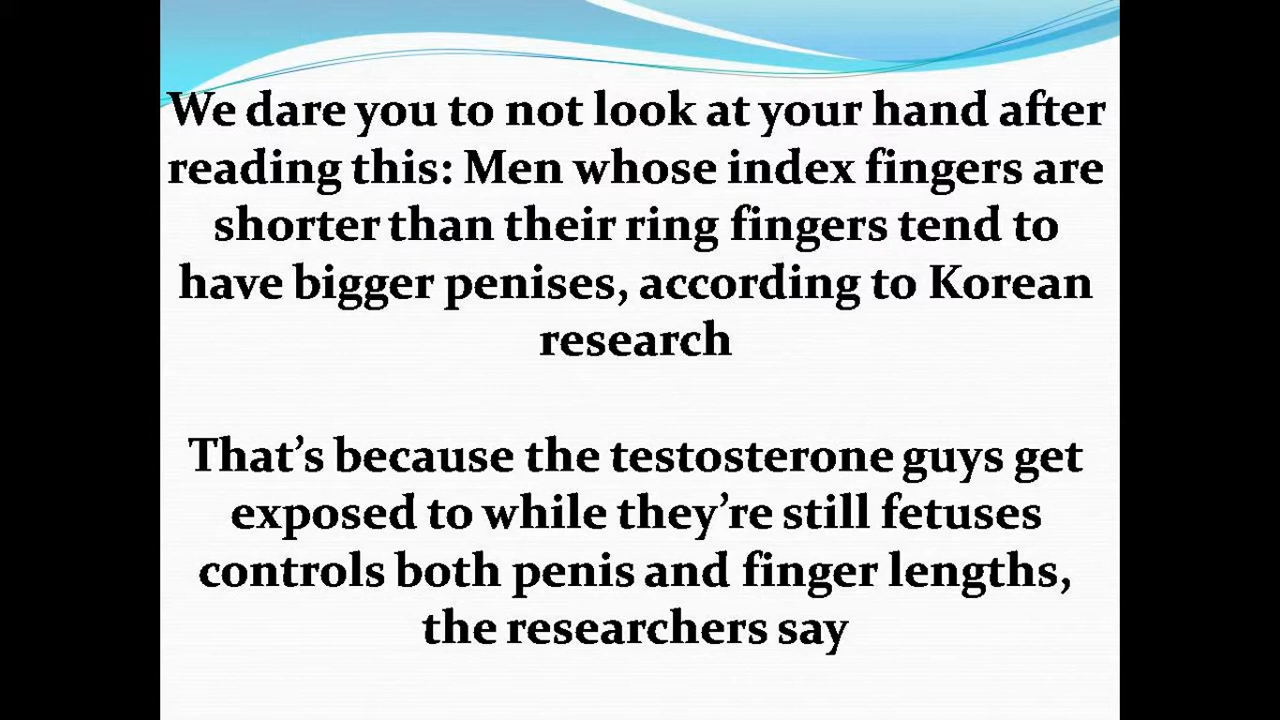 We dare you to not look at your hand after
reading this: Men whose index fingers are
shorter than their ring fingers tend to
have bigger penises, according to Korean
research
That’s because the testosterone guys get
exposed to while they’re still fetuses
controls both penis and finger lengths,
the researchers say